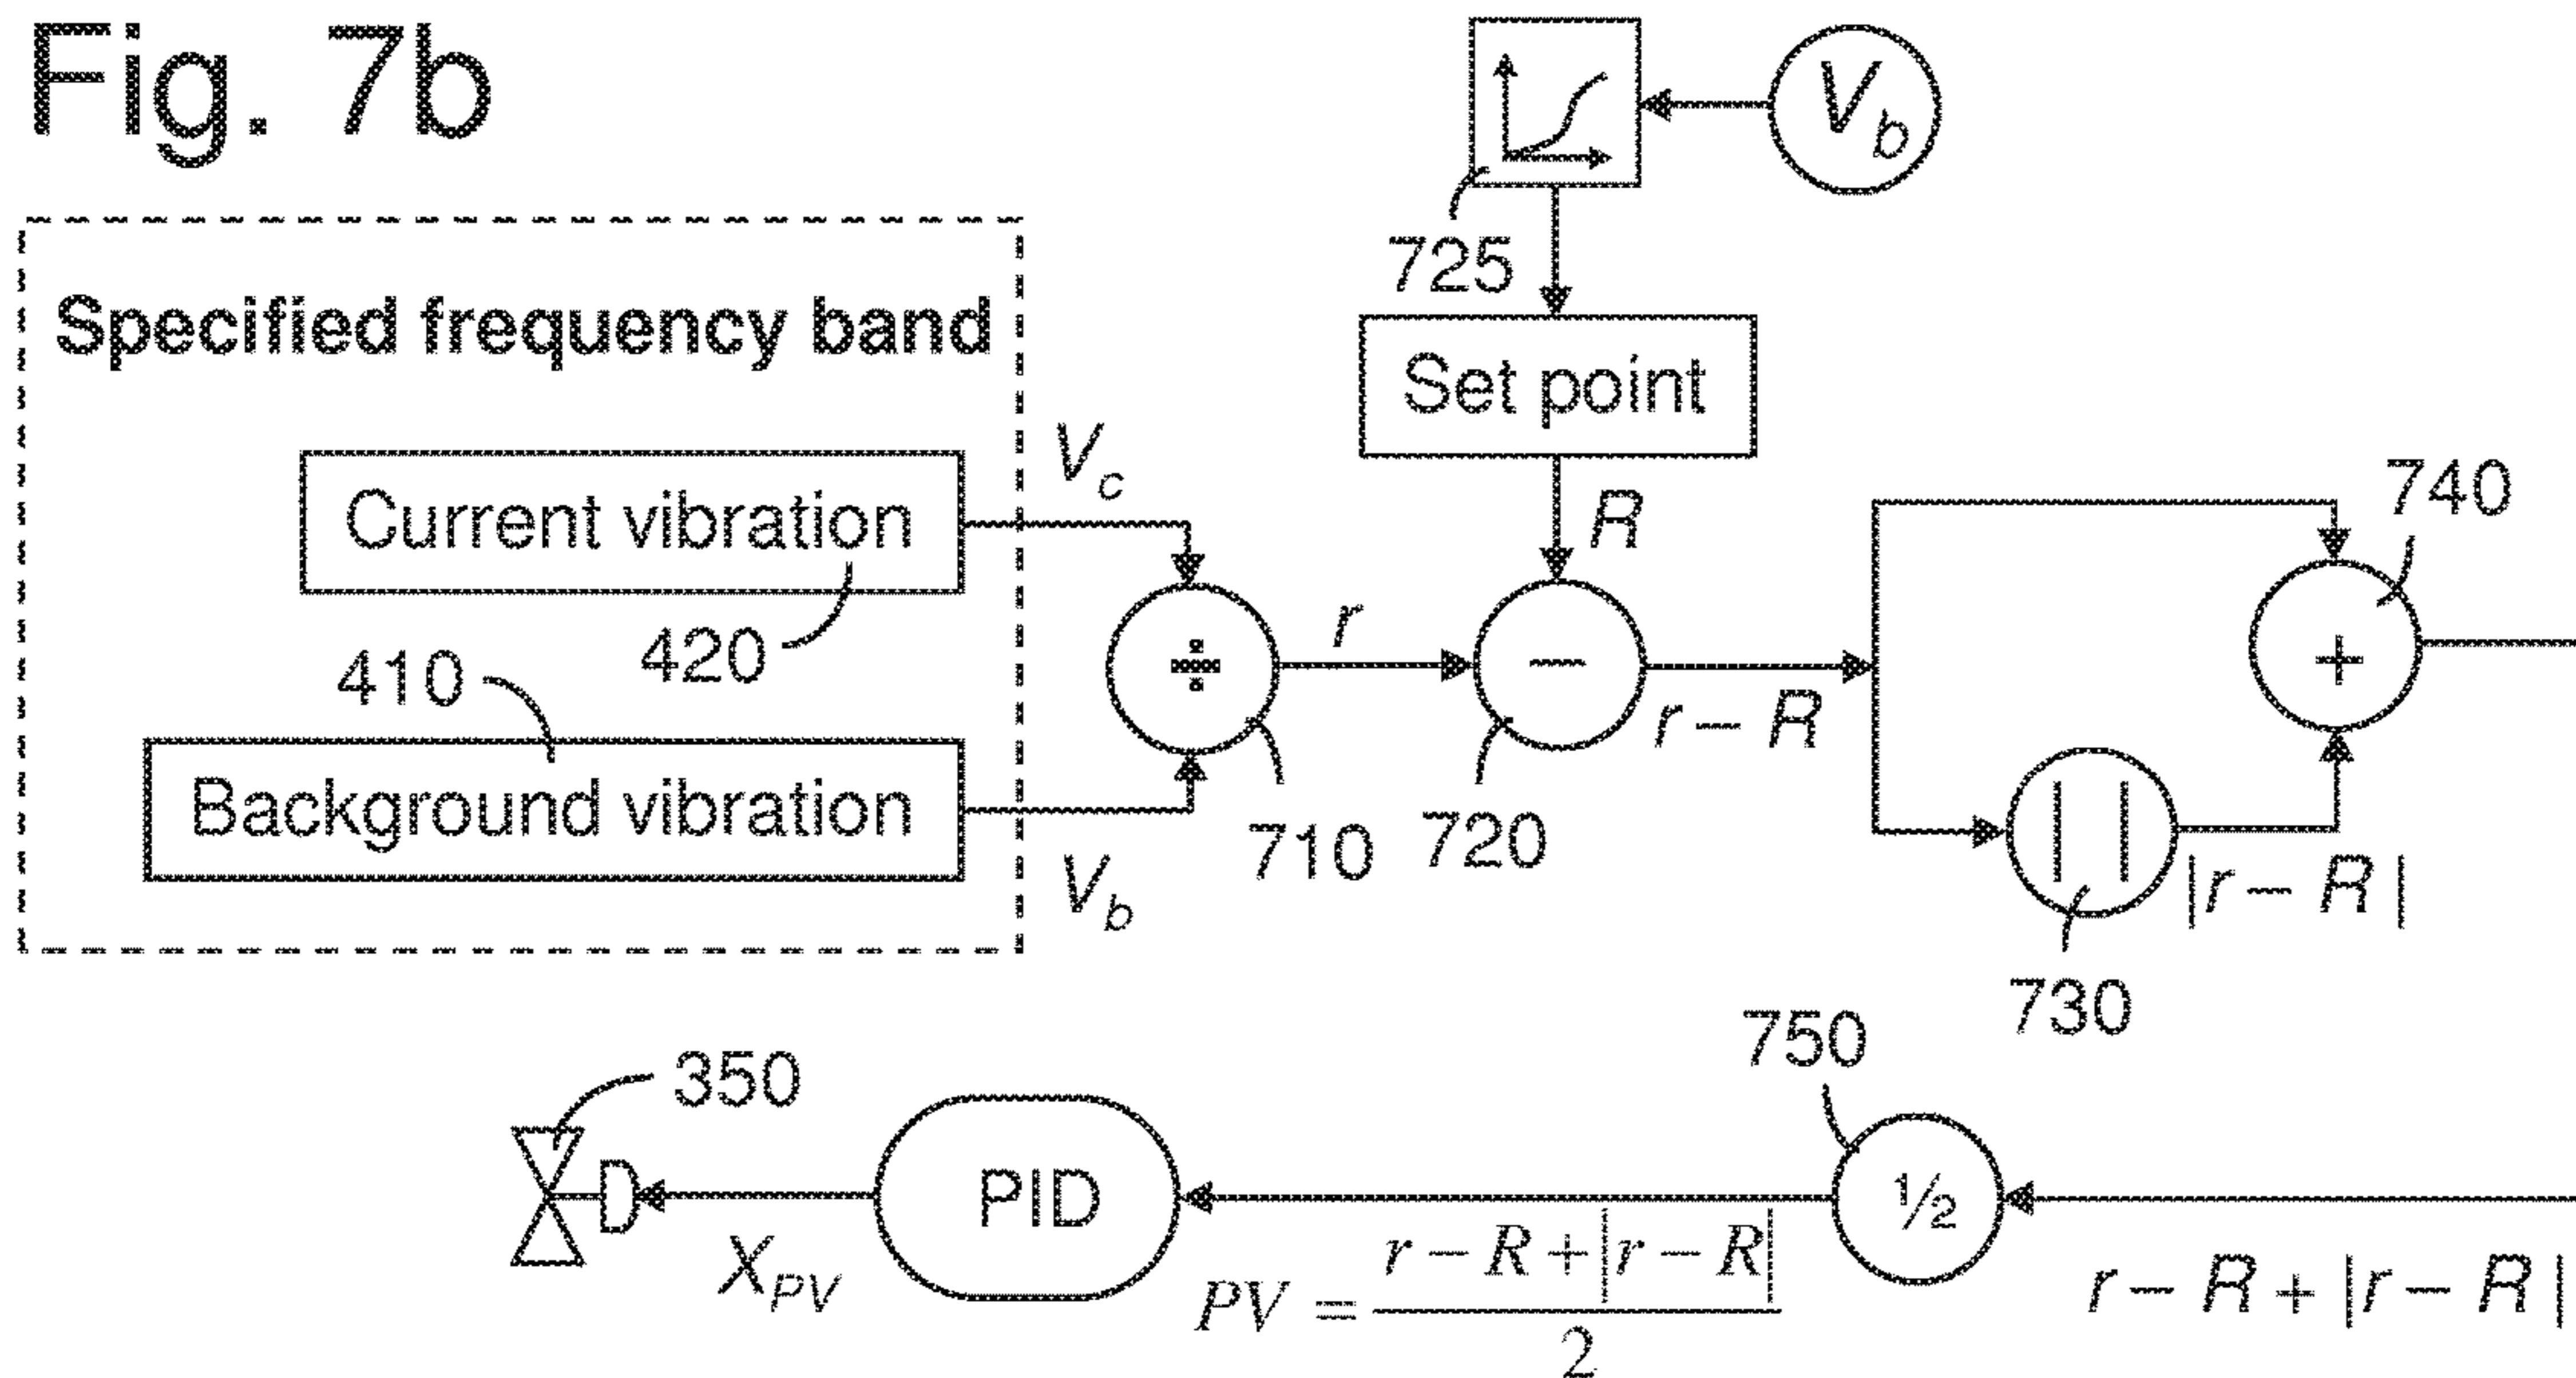 Fig. 7b
V_b
725
Specified frequency band
Set point
V_c
R
740
Current vibration
420
÷
r
−
r − R
+
410
Background vibration
V_b
710
720
| |
|r − R|
730
750
350
PID
½
X_PV
PV = (r − R + |r − R|) / 2
r − R + |r − R|